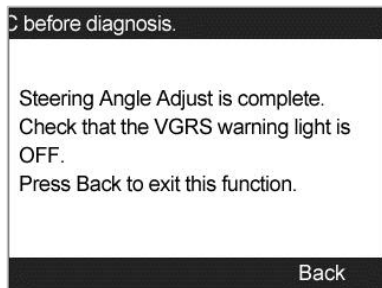 C before diagnosis.
Steering Angle Adjust is complete.
Check that the VGRS warning light is
OFF.
Press Back to exit this function.
Back